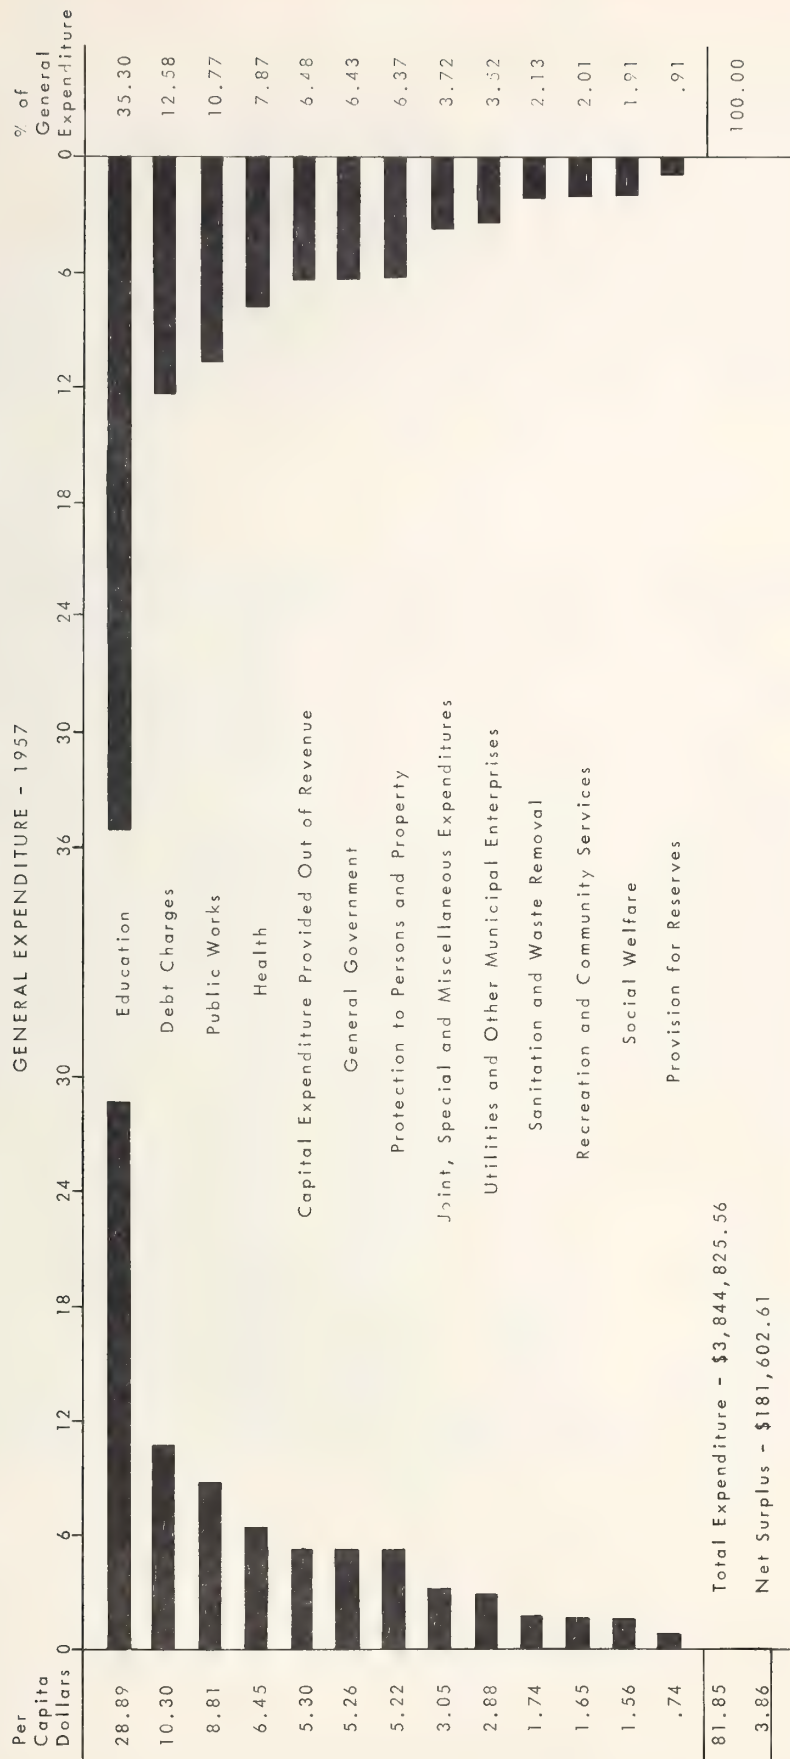 GENERAL EXPENDITURE - 1957
Per
Capita
Dollars
0 6 12 18 24 30
36 30 24 18 12 6 0
% of
General
Expenditure
28.89 Education 35.30
10.30 Debt Charges 12.58
8.81 Public Works 10.77
6.45 Health 7.87
5.30 Capital Expenditure Provided Out of Revenue 6.48
5.26 General Government 6.43
5.22 Protection to Persons and Property 6.37
3.05 Joint, Special and Miscellaneous Expenditures 3.72
2.88 Utilities and Other Municipal Enterprises 3.52
1.74 Sanitation and Waste Removal 2.13
1.65 Recreation and Community Services 2.01
1.56 Social Welfare 1.91
.74 Provision for Reserves .91
81.85 Total Expenditure - $3,844,825.56 100.00
3.86 Net Surplus - $181,602.61